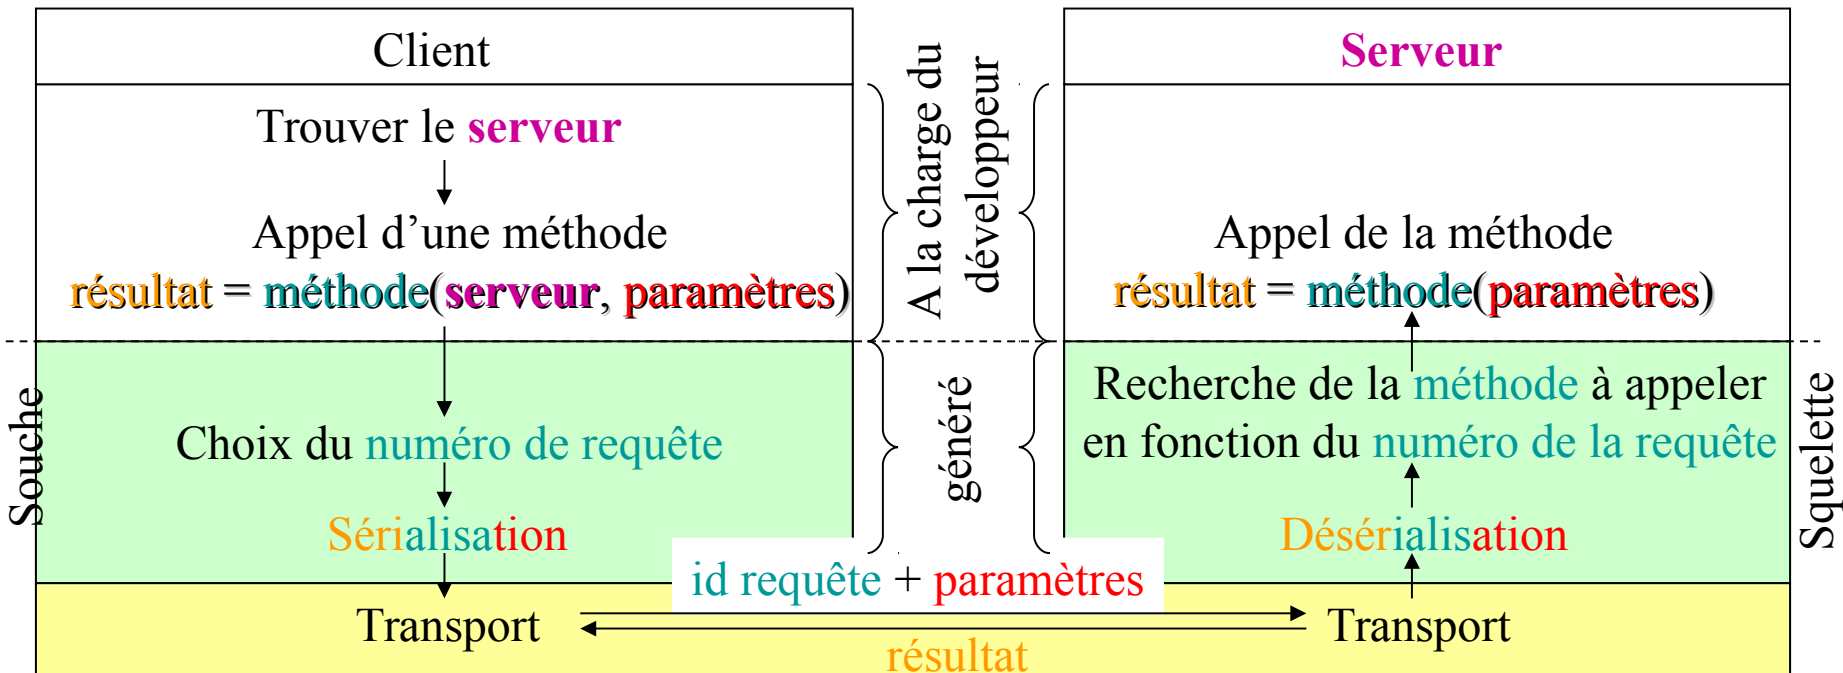 Client
Trouver le serveur
Appel d’une méthode
résultat = méthode(serveur, paramètres)
Souche
Choix du numéro de requête
Sérialisation
Transport
A la charge du
développeur
généré
id requête + paramètres
résultat
Serveur
Appel de la méthode
résultat = méthode(paramètres)
Recherche de la méthode à appeler
en fonction du numéro de la requête
Désérialisation
Transport
Squelette